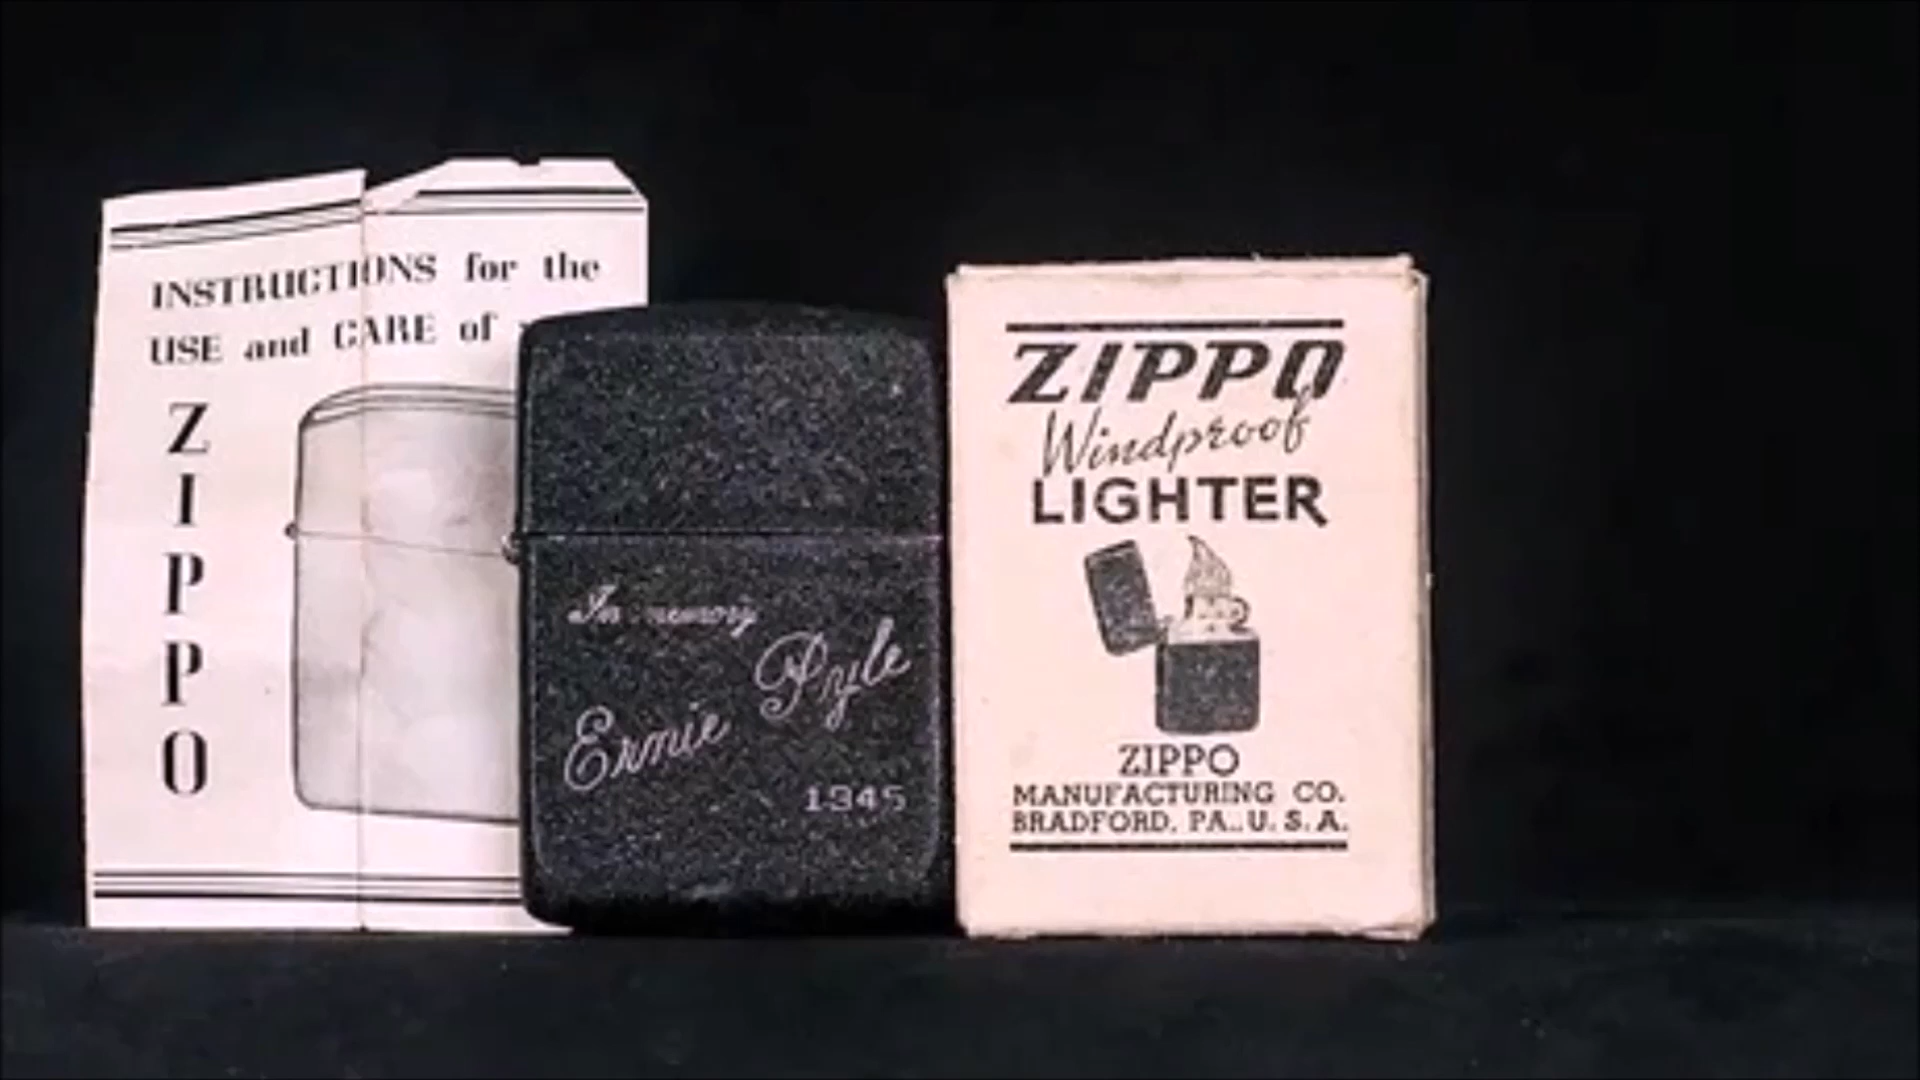 INSTRUCTIONS for the
USE and CARE of
ZIPPO
In memory
Ernie Pyle
1945
ZIPPO
Windproof
LIGHTER
ZIPPO
MANUFACTURING CO.
BRADFORD, PA., U. S. A.